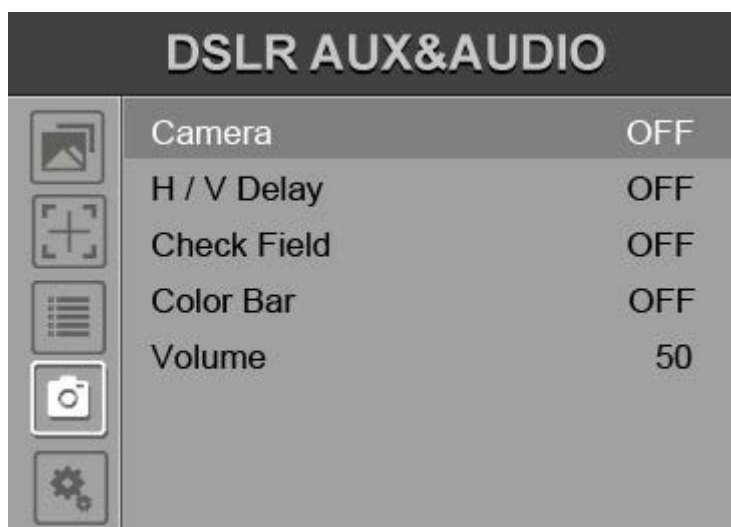 DSLR AUX&AUDIO
Camera OFF
H / V Delay OFF
Check Field OFF
Color Bar OFF
Volume 50